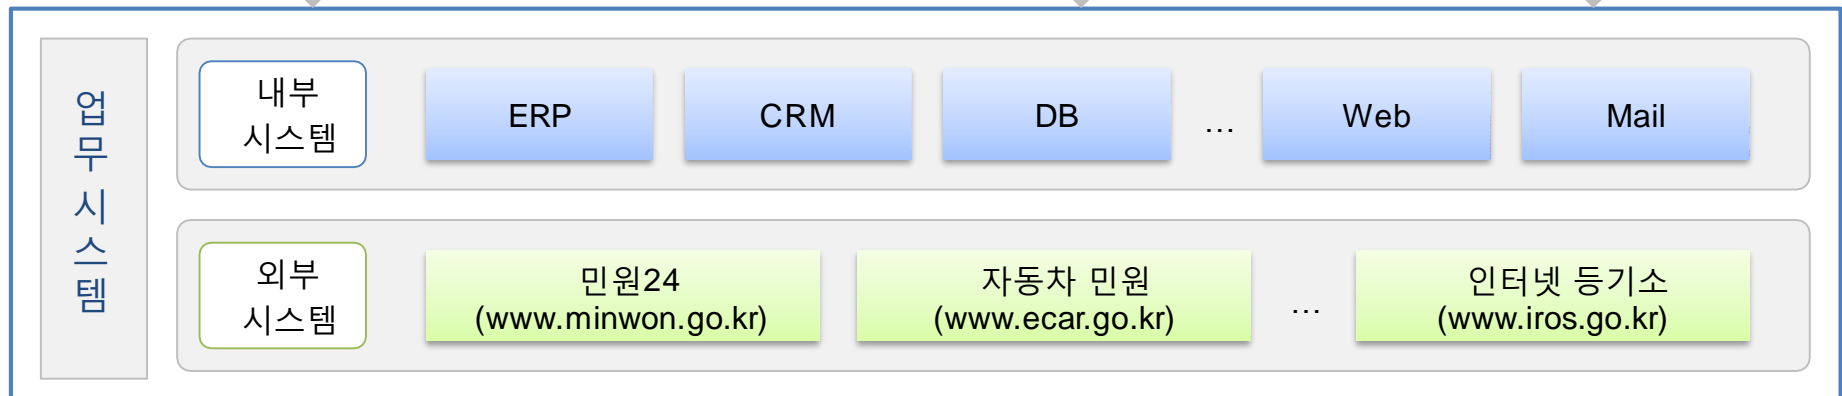 업무 시스템
내부
시스템
ERP
CRM
DB
...
Web
Mail
외부
시스템
민원24
(www.minwon.go.kr)
자동차 민원
(www.ecar.go.kr)
...
인터넷 등기소
(www.iros.go.kr)